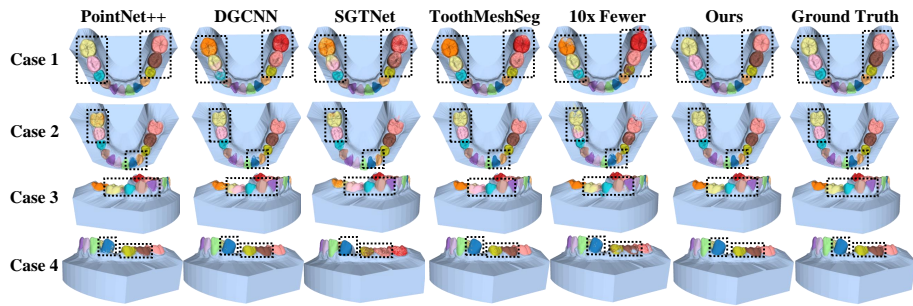 PointNet++ DGCNN SGTNet ToothMeshSeg 10x Fewer Ours Ground Truth
Case 1
Case 2
Case 3
Case 4